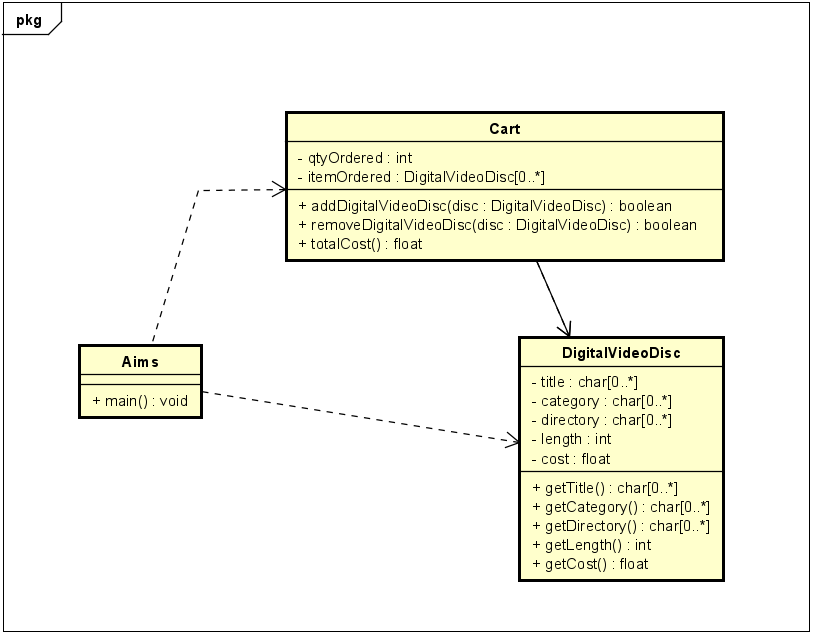 pkg
Cart
- qtyOrdered : int
- itemOrdered : DigitalVideoDisc[0..*]
+ addDigitalVideoDisc(disc : DigitalVideoDisc) : boolean
+ removeDigitalVideoDisc(disc : DigitalVideoDisc) : boolean
+ totalCost() : float
Aims
+ main() : void
DigitalVideoDisc
- title : char[0..*]
- category : char[0..*]
- directory : char[0..*]
- length : int
- cost : float
+ getTitle() : char[0..*]
+ getCategory() : char[0..*]
+ getDirectory() : char[0..*]
+ getLength() : int
+ getCost() : float